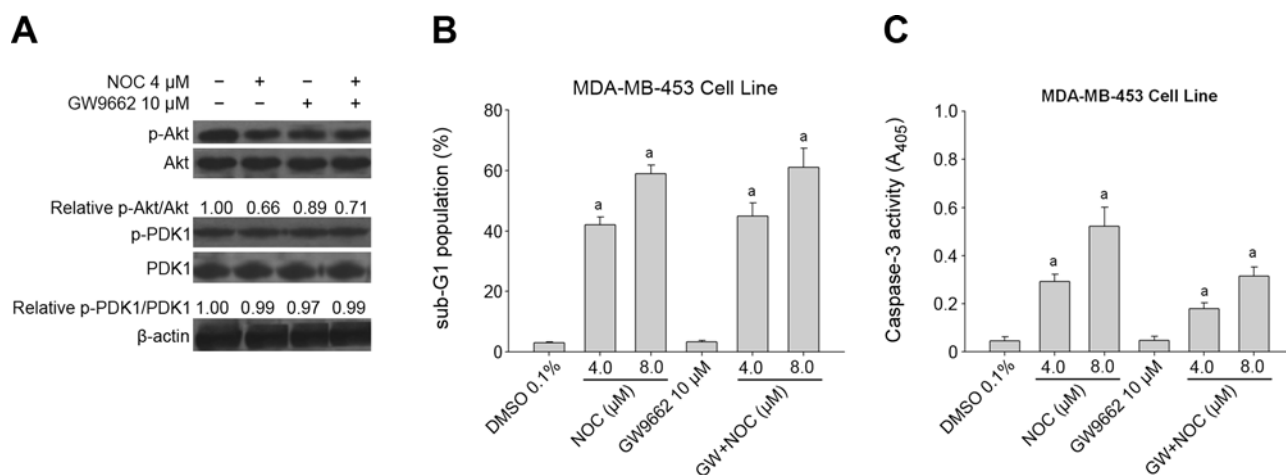 A
NOC 4 μM – + – +
GW9662 10 μM – – + +
p-Akt
Akt
Relative p-Akt/Akt 1.00 0.66 0.89 0.71
p-PDK1
PDK1
Relative p-PDK1/PDK1 1.00 0.99 0.97 0.99
β-actin
B
MDA-MB-453 Cell Line
sub-G1 population (%)
80
60
40
20
0
a
a
a
a
4.0 8.0 4.0 8.0
DMSO 0.1%
NOC (μM)
GW9662 10 μM
GW+NOC (μM)
C
MDA-MB-453 Cell Line
Caspase-3 activity (A405)
1.0
0.8
0.6
0.4
0.2
0
a
a
a
a
4.0 8.0 4.0 8.0
DMSO 0.1%
NOC (μM)
GW9662 10 μM
GW+NOC (μM)